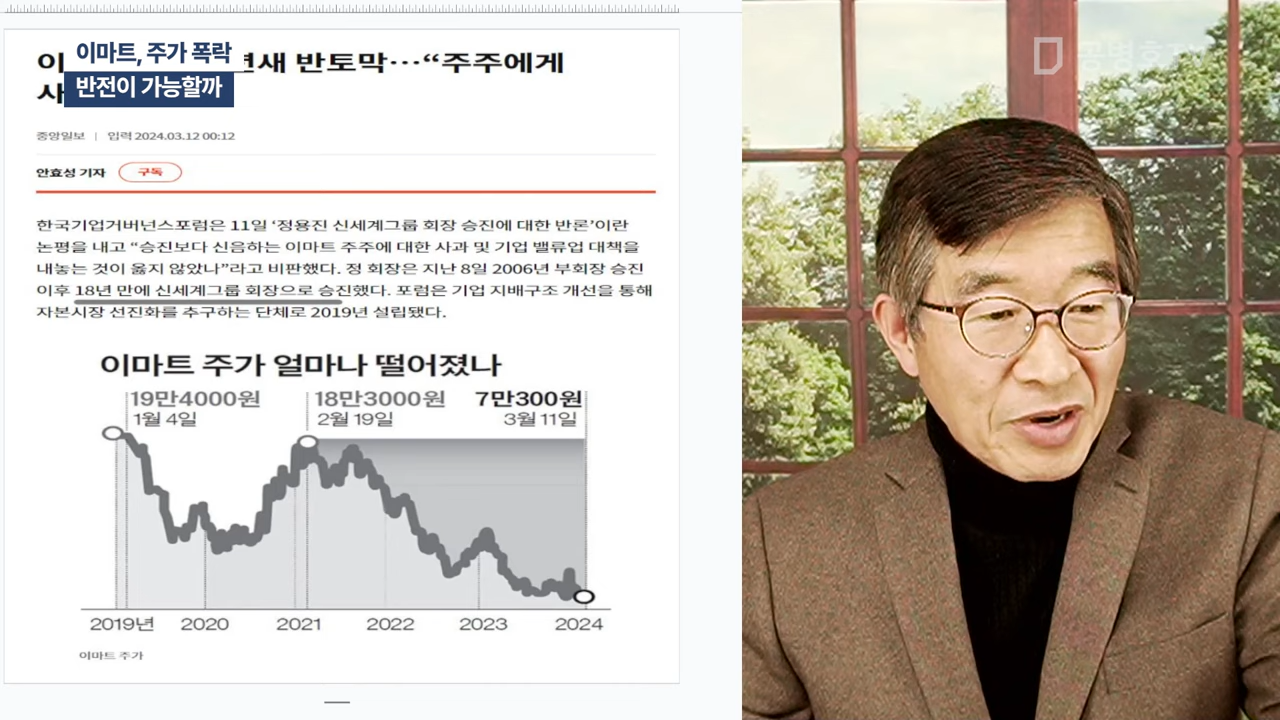 이마트, 주가 폭락
반전이 가능할까
이
년새 반토막…“주주에게
사
중앙일보 | 입력 2024.03.12 00:12
안효성 기자 구독
한국기업거버넌스포럼은 11일 ‘정용진 신세계그룹 회장 승진에 대한 반론’이란
논평을 내고 “승진보다 신음하는 이마트 주주에 대한 사과 및 기업 밸류업 대책을
내놓는 것이 옳지 않았나”라고 비판했다. 정 회장은 지난 8일 2006년 부회장 승진
이후 18년 만에 신세계그룹 회장으로 승진했다. 포럼은 기업 지배구조 개선을 통해
자본시장 선진화를 추구하는 단체로 2019년 설립됐다.
이마트 주가 얼마나 떨어졌나
19만4000원 18만3000원 7만300원
1월 4일 2월 19일 3월 11일
2019년 2020 2021 2022 2023 2024
이마트 주가
공병호